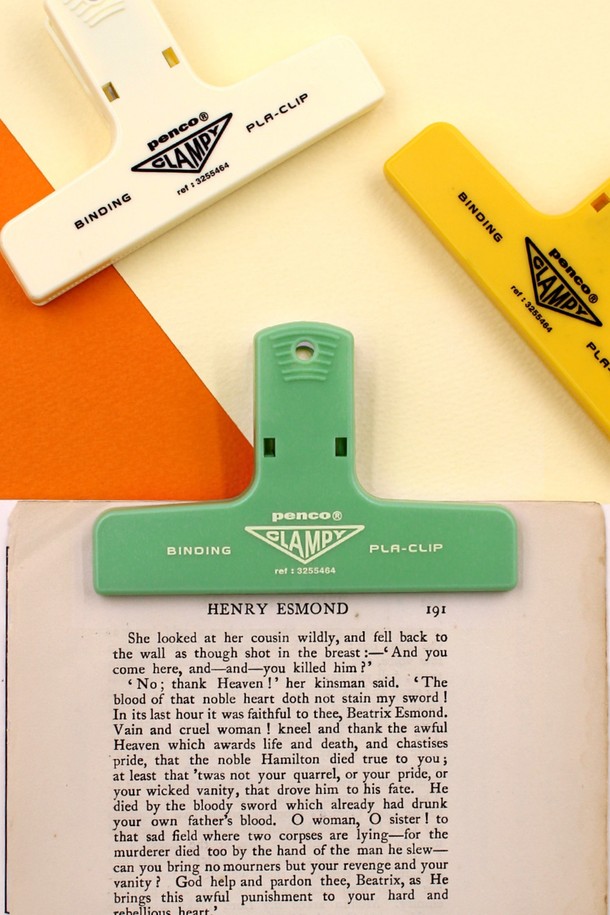 penco®
CLAMPY
BINDING
PLA-CLIP
ref : 3255464
BINDING
penco®
CLAMPY
ref : 3255464
penco®
CLAMPY
BINDING
PLA-CLIP
ref : 3255464
HENRY ESMOND 191
She looked at her cousin wildly, and fell back to
the wall as though shot in the breast :—‘ And you
come here, and—and—you killed him ?’
‘ No ; thank Heaven !’ her kinsman said. ‘ The
blood of that noble heart doth not stain my sword !
In its last hour it was faithful to thee, Beatrix Esmond.
Vain and cruel woman ! kneel and thank the awful
Heaven which awards life and death, and chastises
pride, that the noble Hamilton died true to you ;
at least that ’twas not your quarrel, or your pride, or
your wicked vanity, that drove him to his fate. He
died by the bloody sword which already had drunk
your own father’s blood. O woman, O sister ! to
that sad field where two corpses are lying—for the
murderer died too by the hand of the man he slew—
can you bring no mourners but your revenge and your
vanity ? God help and pardon thee, Beatrix, as He
brings this awful punishment to your hard and
rebellious heart.’